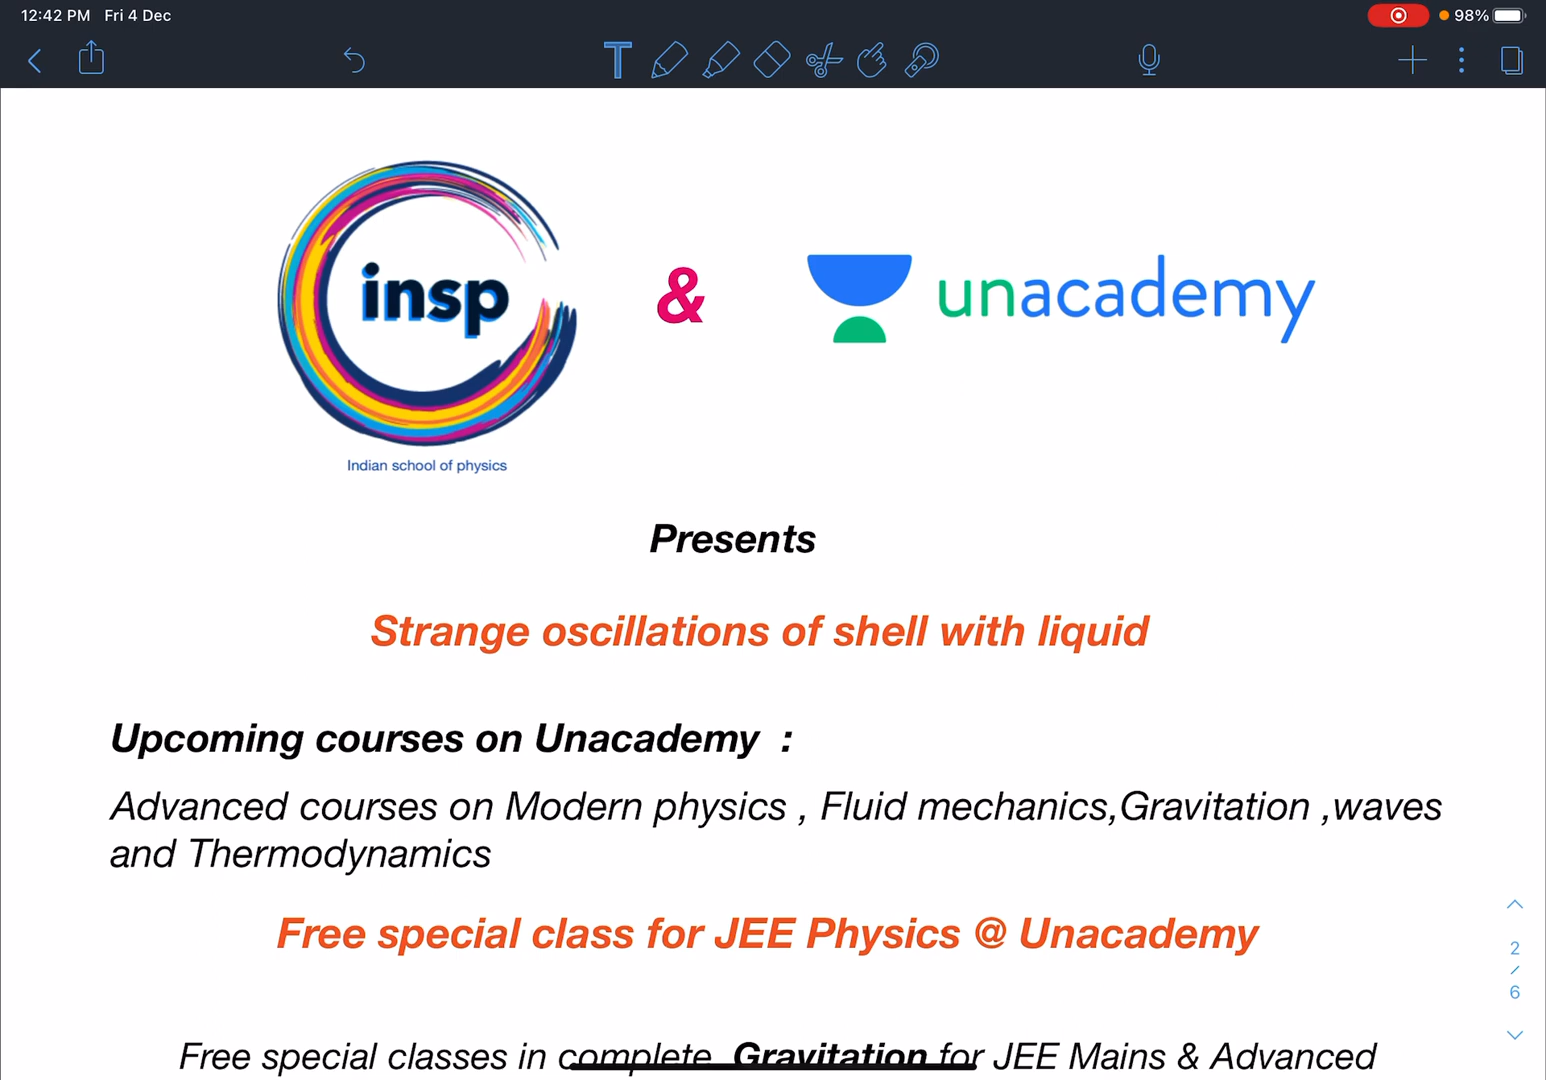 12:42 PM Fri 4 Dec
98%
T
insp
&
unacademy
Indian school of physics
Presents
Strange oscillations of shell with liquid
Upcoming courses on Unacademy :
Advanced courses on Modern physics , Fluid mechanics,Gravitation ,waves
and Thermodynamics
Free special class for JEE Physics @ Unacademy
2
/
6
Free special classes in complete Gravitation for JEE Mains & Advanced